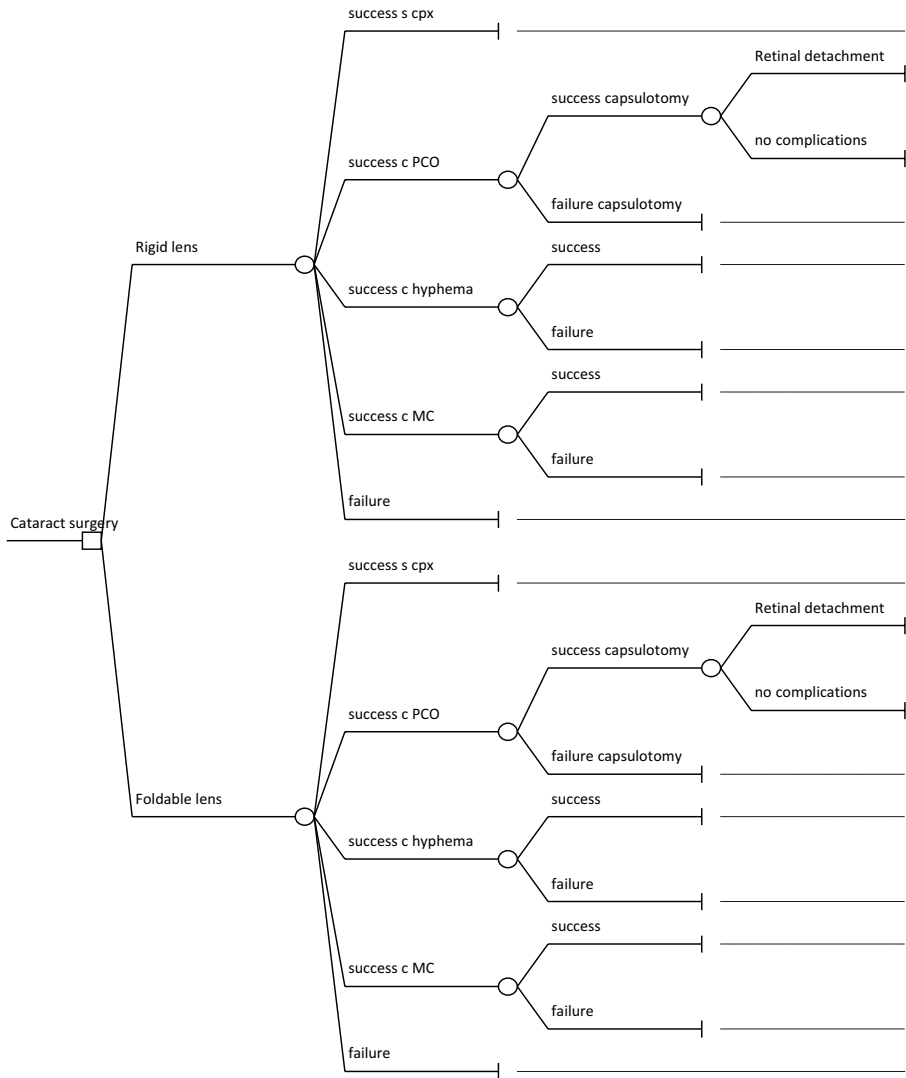 success s cpx
Retinal detachment
success capsulotomy
no complications
success c PCO
failure capsulotomy
Rigid lens
success
success c hyphema
failure
success
success c MC
failure
failure
Cataract surgery
success s cpx
Retinal detachment
success capsulotomy
no complications
success c PCO
failure capsulotomy
Foldable lens
success
success c hyphema
failure
success
success c MC
failure
failure